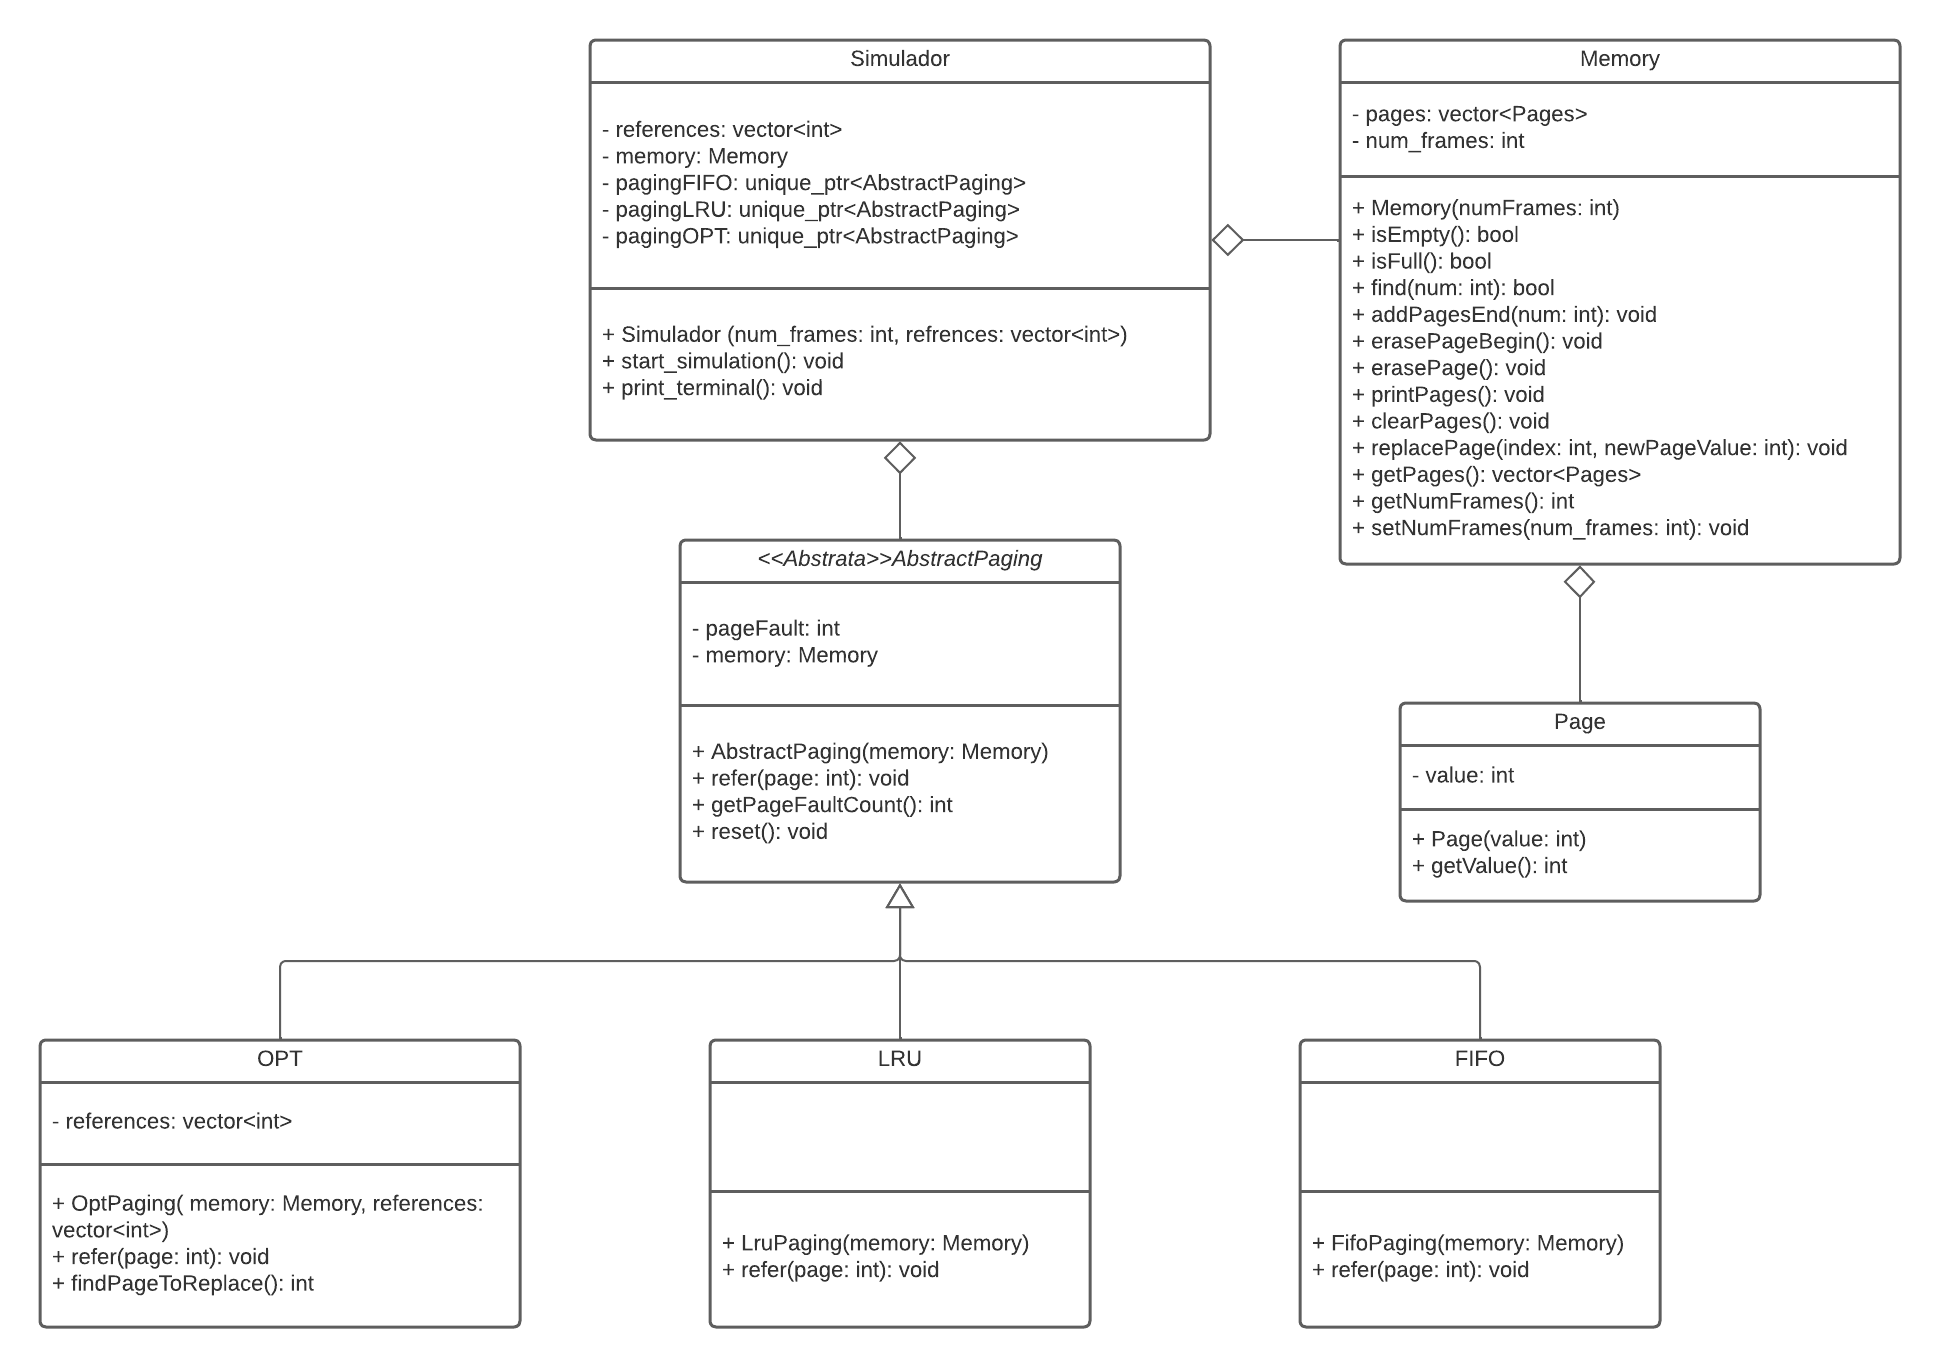 Simulador
- references: vector<int>
- memory: Memory
- pagingFIFO: unique_ptr<AbstractPaging>
- pagingLRU: unique_ptr<AbstractPaging>
- pagingOPT: unique_ptr<AbstractPaging>
+ Simulador (num_frames: int, refrences: vector<int>)
+ start_simulation(): void
+ print_terminal(): void
Memory
- pages: vector<Pages>
- num_frames: int
+ Memory(numFrames: int)
+ isEmpty(): bool
+ isFull(): bool
+ find(num: int): bool
+ addPagesEnd(num: int): void
+ erasePageBegin(): void
+ erasePage(): void
+ printPages(): void
+ clearPages(): void
+ replacePage(index: int, newPageValue: int): void
+ getPages(): vector<Pages>
+ getNumFrames(): int
+ setNumFrames(num_frames: int): void
<<Abstrata>>AbstractPaging
- pageFault: int
- memory: Memory
+ AbstractPaging(memory: Memory)
+ refer(page: int): void
+ getPageFaultCount(): int
+ reset(): void
Page
- value: int
+ Page(value: int)
+ getValue(): int
OPT
- references: vector<int>
+ OptPaging( memory: Memory, references:
vector<int>)
+ refer(page: int): void
+ findPageToReplace(): int
LRU
+ LruPaging(memory: Memory)
+ refer(page: int): void
FIFO
+ FifoPaging(memory: Memory)
+ refer(page: int): void